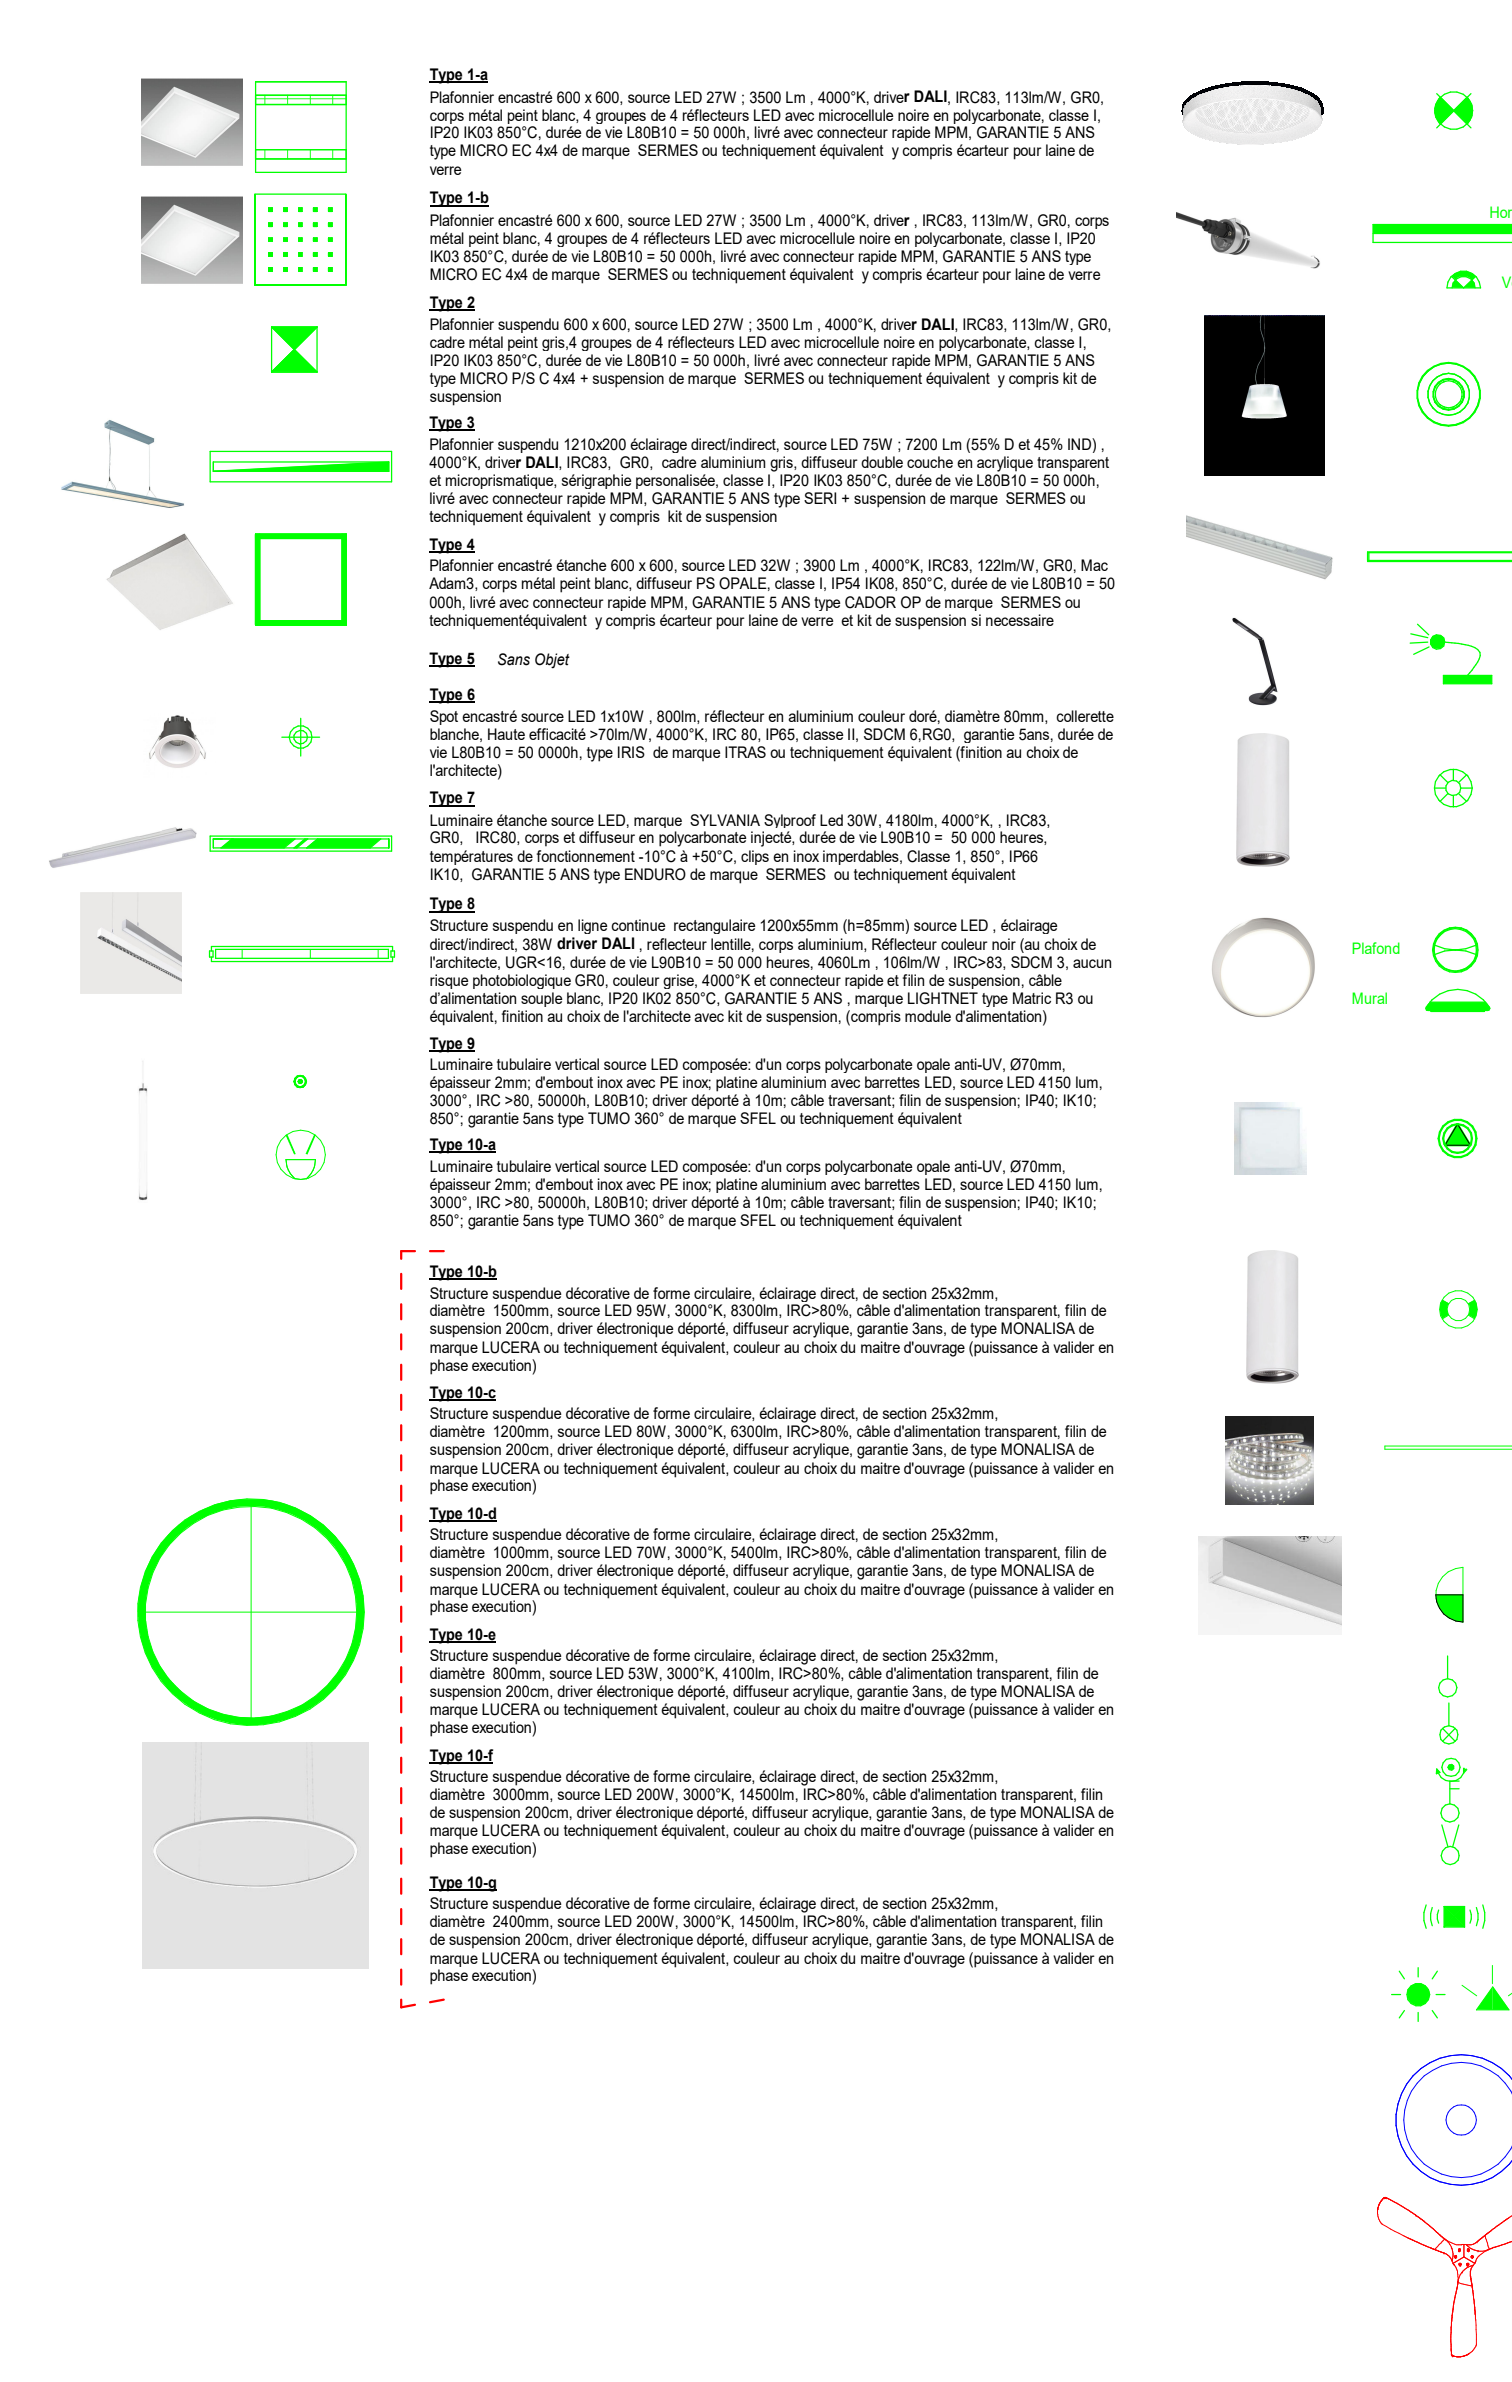 Type 1-a
Plafonnier encastré 600 x 600, source LED 27W ; 3500 Lm , 4000°K, driver DALI, IRC83, 113lm/W, GR0,
corps métal peint blanc, 4 groupes de 4 réflecteurs LED avec microcellule noire en polycarbonate, classe I,
IP20 IK03 850°C, durée de vie L80B10 = 50 000h, livré avec connecteur rapide MPM, GARANTIE 5 ANS
type MICRO EC 4x4 de marque SERMES ou techniquement équivalent y compris écarteur pour laine de
verre
Type 1-b
Plafonnier encastré 600 x 600, source LED 27W ; 3500 Lm , 4000°K, driver , IRC83, 113lm/W, GR0, corps
métal peint blanc, 4 groupes de 4 réflecteurs LED avec microcellule noire en polycarbonate, classe I, IP20
IK03 850°C, durée de vie L80B10 = 50 000h, livré avec connecteur rapide MPM, GARANTIE 5 ANS type
MICRO EC 4x4 de marque SERMES ou techniquement équivalent y compris écarteur pour laine de verre
Type 2
Plafonnier suspendu 600 x 600, source LED 27W ; 3500 Lm , 4000°K, driver DALI, IRC83, 113lm/W, GR0,
cadre métal peint gris,4 groupes de 4 réflecteurs LED avec microcellule noire en polycarbonate, classe I,
IP20 IK03 850°C, durée de vie L80B10 = 50 000h, livré avec connecteur rapide MPM, GARANTIE 5 ANS
type MICRO P/S C 4x4 + suspension de marque SERMES ou techniquement équivalent y compris kit de
suspension
Type 3
Plafonnier suspendu 1210x200 éclairage direct/indirect, source LED 75W ; 7200 Lm (55% D et 45% IND) ,
4000°K, driver DALI, IRC83, GR0, cadre aluminium gris, diffuseur double couche en acrylique transparent
et microprismatique, sérigraphie personalisée, classe I, IP20 IK03 850°C, durée de vie L80B10 = 50 000h,
livré avec connecteur rapide MPM, GARANTIE 5 ANS type SERI + suspension de marque SERMES ou
techniquement équivalent y compris kit de suspension
Type 4
Plafonnier encastré étanche 600 x 600, source LED 32W ; 3900 Lm , 4000°K, IRC83, 122lm/W, GR0, Mac
Adam3, corps métal peint blanc, diffuseur PS OPALE, classe I, IP54 IK08, 850°C, durée de vie L80B10 = 50
000h, livré avec connecteur rapide MPM, GARANTIE 5 ANS type CADOR OP de marque SERMES ou
techniquementéquivalent y compris écarteur pour laine de verre et kit de suspension si necessaire
Type 5 Sans Objet
Type 6
Spot encastré source LED 1x10W , 800lm, réflecteur en aluminium couleur doré, diamètre 80mm, collerette
blanche, Haute efficacité >70lm/W, 4000°K, IRC 80, IP65, classe II, SDCM 6,RG0, garantie 5ans, durée de
vie L80B10 = 50 0000h, type IRIS de marque ITRAS ou techniquement équivalent (finition au choix de
l'architecte)
Type 7
Luminaire étanche source LED, marque SYLVANIA Sylproof Led 30W, 4180lm, 4000°K, , IRC83,
GR0, IRC80, corps et diffuseur en polycarbonate injecté, durée de vie L90B10 = 50 000 heures,
températures de fonctionnement -10°C à +50°C, clips en inox imperdables, Classe 1, 850°, IP66
IK10, GARANTIE 5 ANS type ENDURO de marque SERMES ou techniquement équivalent
Type 8
Structure suspendu en ligne continue rectangulaire 1200x55mm (h=85mm) source LED , éclairage
direct/indirect, 38W driver DALI , reflecteur lentille, corps aluminium, Réflecteur couleur noir (au choix de
l'architecte, UGR<16, durée de vie L90B10 = 50 000 heures, 4060Lm , 106lm/W , IRC>83, SDCM 3, aucun
risque photobiologique GR0, couleur grise, 4000°K et connecteur rapide et filin de suspension, câble
d'alimentation souple blanc, IP20 IK02 850°C, GARANTIE 5 ANS , marque LIGHTNET type Matric R3 ou
équivalent, finition au choix de l'architecte avec kit de suspension, (compris module d'alimentation)
Type 9
Luminaire tubulaire vertical source LED composée: d'un corps polycarbonate opale anti-UV, Ø70mm,
épaisseur 2mm; d'embout inox avec PE inox; platine aluminium avec barrettes LED, source LED 4150 lum,
3000°, IRC >80, 50000h, L80B10; driver déporté à 10m; câble traversant; filin de suspension; IP40; IK10;
850°; garantie 5ans type TUMO 360° de marque SFEL ou techniquement équivalent
Type 10-a
Luminaire tubulaire vertical source LED composée: d'un corps polycarbonate opale anti-UV, Ø70mm,
épaisseur 2mm; d'embout inox avec PE inox; platine aluminium avec barrettes LED, source LED 4150 lum,
3000°, IRC >80, 50000h, L80B10; driver déporté à 10m; câble traversant; filin de suspension; IP40; IK10;
850°; garantie 5ans type TUMO 360° de marque SFEL ou techniquement équivalent
Type 10-b
Structure suspendue décorative de forme circulaire, éclairage direct, de section 25x32mm,
diamètre 1500mm, source LED 95W, 3000°K, 8300lm, IRC>80%, câble d'alimentation transparent, filin de
suspension 200cm, driver électronique déporté, diffuseur acrylique, garantie 3ans, de type MONALISA de
marque LUCERA ou techniquement équivalent, couleur au choix du maitre d'ouvrage (puissance à valider en
phase execution)
Type 10-c
Structure suspendue décorative de forme circulaire, éclairage direct, de section 25x32mm,
diamètre 1200mm, source LED 80W, 3000°K, 6300lm, IRC>80%, câble d'alimentation transparent, filin de
suspension 200cm, driver électronique déporté, diffuseur acrylique, garantie 3ans, de type MONALISA de
marque LUCERA ou techniquement équivalent, couleur au choix du maitre d'ouvrage (puissance à valider en
phase execution)
Type 10-d
Structure suspendue décorative de forme circulaire, éclairage direct, de section 25x32mm,
diamètre 1000mm, source LED 70W, 3000°K, 5400lm, IRC>80%, câble d'alimentation transparent, filin de
suspension 200cm, driver électronique déporté, diffuseur acrylique, garantie 3ans, de type MONALISA de
marque LUCERA ou techniquement équivalent, couleur au choix du maitre d'ouvrage (puissance à valider en
phase execution)
Type 10-e
Structure suspendue décorative de forme circulaire, éclairage direct, de section 25x32mm,
diamètre 800mm, source LED 53W, 3000°K, 4100lm, IRC>80%, câble d'alimentation transparent, filin de
suspension 200cm, driver électronique déporté, diffuseur acrylique, garantie 3ans, de type MONALISA de
marque LUCERA ou techniquement équivalent, couleur au choix du maitre d'ouvrage (puissance à valider en
phase execution)
Type 10-f
Structure suspendue décorative de forme circulaire, éclairage direct, de section 25x32mm,
diamètre 3000mm, source LED 200W, 3000°K, 14500lm, IRC>80%, câble d'alimentation transparent, filin
de suspension 200cm, driver électronique déporté, diffuseur acrylique, garantie 3ans, de type MONALISA de
marque LUCERA ou techniquement équivalent, couleur au choix du maitre d'ouvrage (puissance à valider en
phase execution)
Type 10-g
Structure suspendue décorative de forme circulaire, éclairage direct, de section 25x32mm,
diamètre 2400mm, source LED 200W, 3000°K, 14500lm, IRC>80%, câble d'alimentation transparent, filin
de suspension 200cm, driver électronique déporté, diffuseur acrylique, garantie 3ans, de type MONALISA de
marque LUCERA ou techniquement équivalent, couleur au choix du maitre d'ouvrage (puissance à valider en
phase execution)
Plafond
Mural